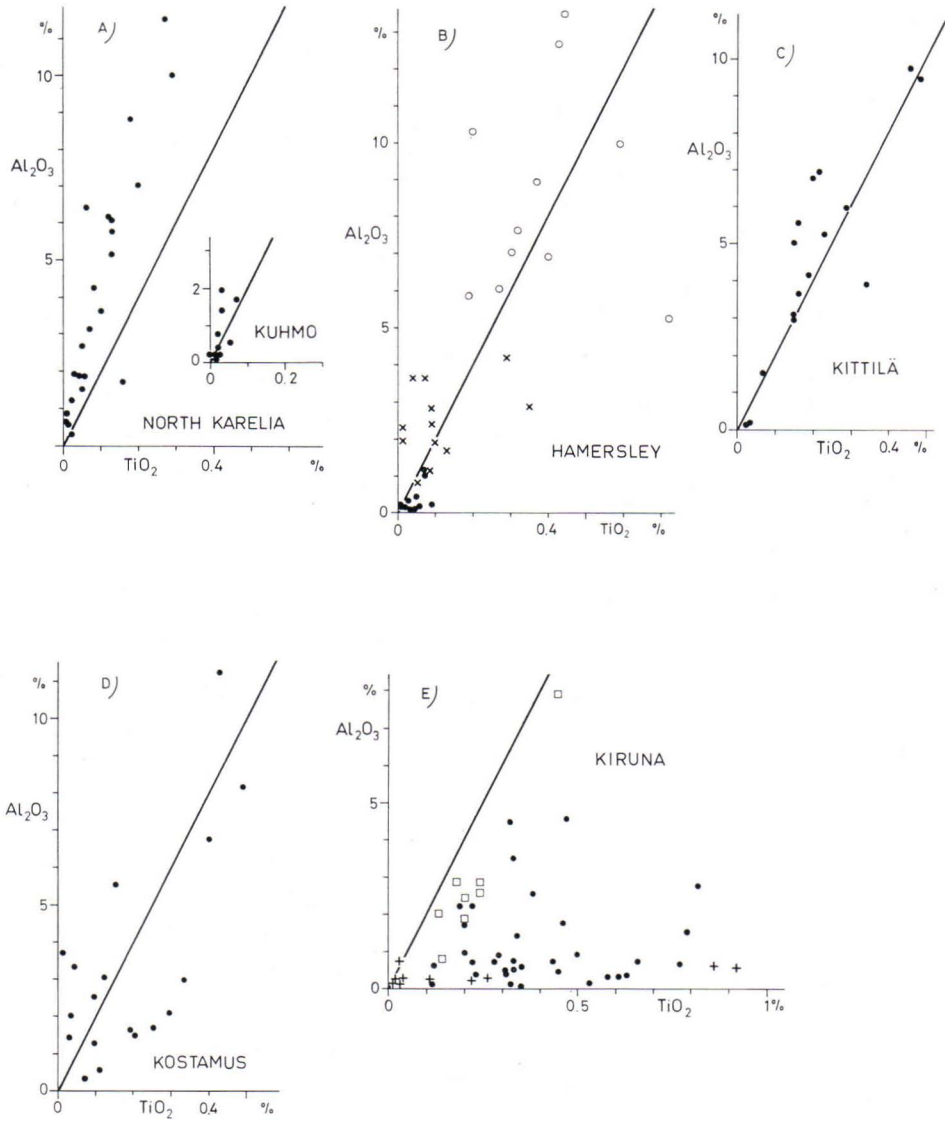 A)
%
10
Al₂O₃
5
0
0
TiO₂
0.4
%
NORTH KARELIA
2
0
0
0.2
KUHMO
B)
%
10
Al₂O₃
5
0
0
0.4
TiO₂
%
HAMERSLEY
C)
%
10
Al₂O₃
5
0
0
TiO₂
0.4
%
KITTILÄ
D)
%
10
Al₂O₃
5
0
0
TiO₂
0.4
%
KOSTAMUS
E)
%
Al₂O₃
5
0
0
0.5
TiO₂
1%
KIRUNA